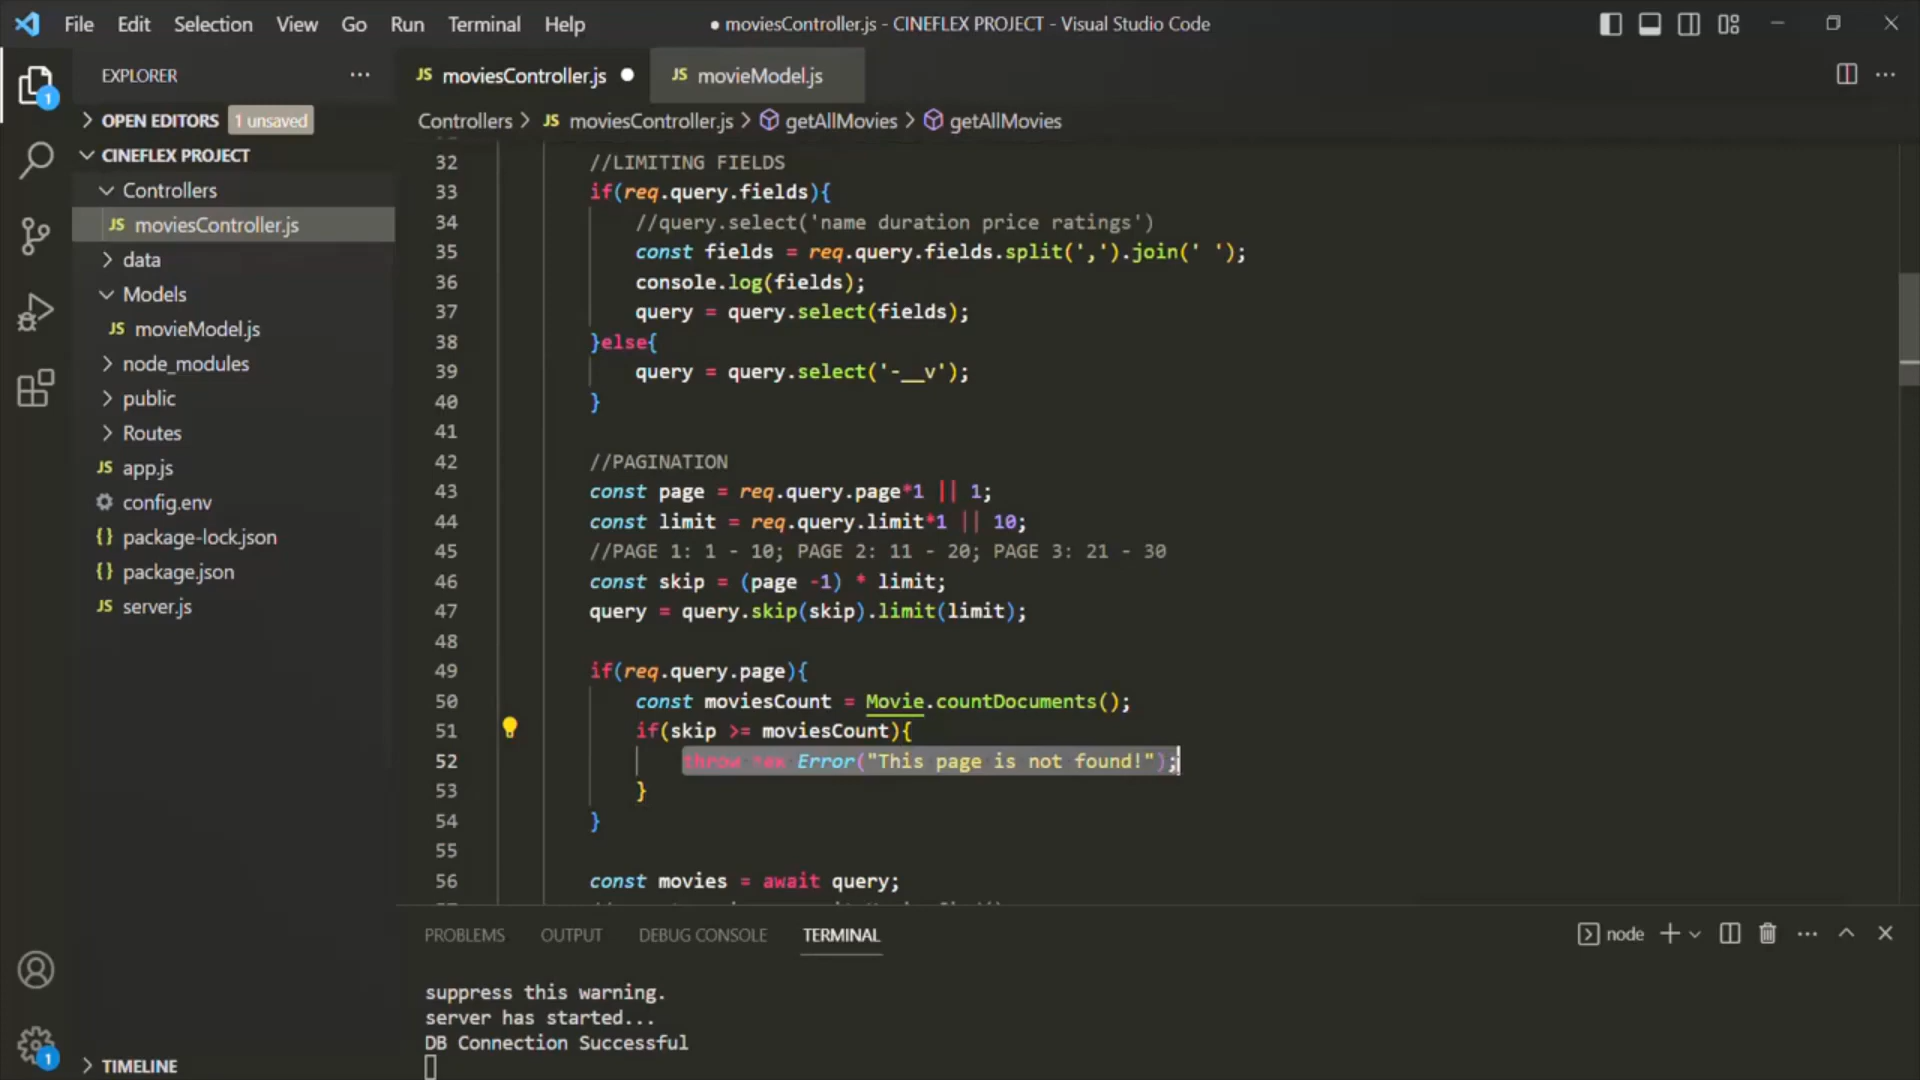 File Edit Selection View Go Run Terminal Help
● moviesController.js - CINEFLEX PROJECT - Visual Studio Code
EXPLORER
OPEN EDITORS 1 unsaved
CINEFLEX PROJECT
Controllers
JS moviesController.js
data
Models
JS movieModel.js
node_modules
public
Routes
JS app.js
config.env
{} package-lock.json
{} package.json
JS server.js
TIMELINE
1
1
JS moviesController.js ●
JS movieModel.js
Controllers > JS moviesController.js > getAllMovies > getAllMovies
32 //LIMITING FIELDS
33 if(req.query.fields){
34 //query.select('name duration price ratings')
35 const fields = req.query.fields.split(',').join(' ');
36 console.log(fields);
37 query = query.select(fields);
38 }else{
39 query = query.select('-__v');
40 }
41
42 //PAGINATION
43 const page = req.query.page*1 || 1;
44 const limit = req.query.limit*1 || 10;
45 //PAGE 1: 1 - 10; PAGE 2: 11 - 20; PAGE 3: 21 - 30
46 const skip = (page -1) * limit;
47 query = query.skip(skip).limit(limit);
48
49 if(req.query.page){
50 const moviesCount = Movie.countDocuments();
51 if(skip >= moviesCount){
52 throw new Error("This page is not found!");
53 }
54 }
55
56 const movies = await query;
PROBLEMS OUTPUT DEBUG CONSOLE TERMINAL
node
suppress this warning.
server has started...
DB Connection Successful